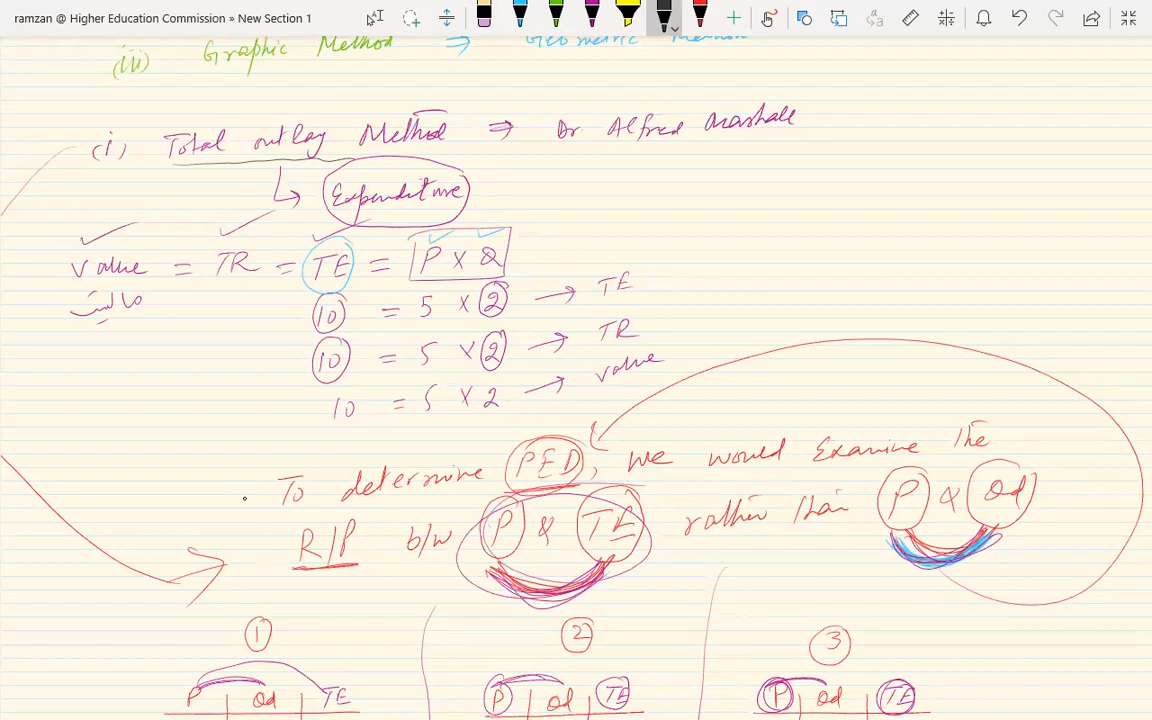 ramzan @ Higher Education Commission » New Section 1
(iii) Graphic Method ⇒ Geometric Method
(i) Total outlay Method ⇒ Dr Alfred Marshall
Expenditure
value = TR = TE = P × Q
مالیت
10 = 5 × 2 → TE
10 = 5 × 2 → TR
10 = 5 × 2 → value
To determine PED, we would Examine the
R/P b/w P & TE rather than P & Qd
1 2 3
P Qd TE P Qd TE P Qd TE